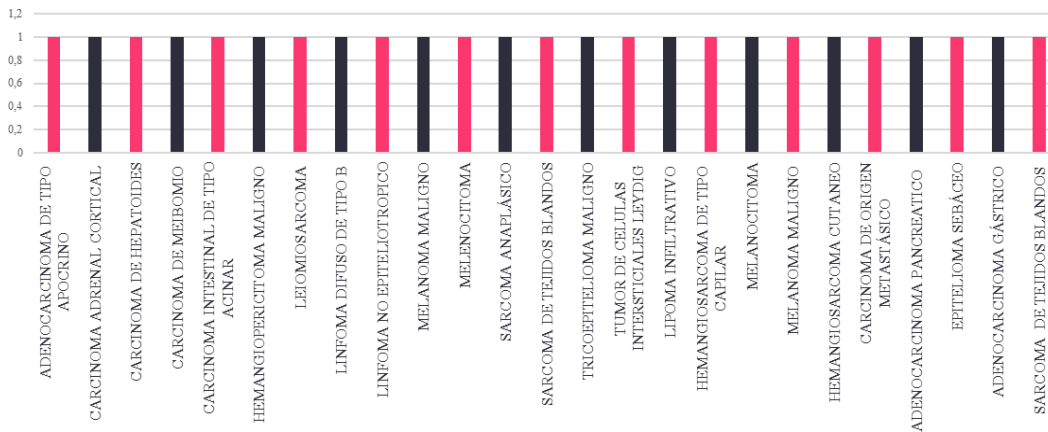 1,2
1
0,8
0,6
0,4
0,2
0
ADENOCARCINOMA DE TIPO
APOCRINO
CARCINOMA ADRENAL CORTICAL
CARCINOMA DE HEPATOIDES
CARCINOMA DE MEIBOMIO
CARCINOMA INTESTINAL DE TIPO
ACINAR
HEMANGIOPERICITIOMA MALIGNO
LEIOMIOSARCOMA
LINFOMA DIFUSO DE TIPO B
LINFOMA NO EPITELIOTROPICO
MELANOMA MALIGNO
MELENOCITOMA
SARCOMA ANAPLÁSICO
SARCOMA DE TEJIDOS BLANDOS
TRICOEPITELIOMA MALIGNO
TUMOR DE CELULAS
INTERSTICIALES LEYDIG
LIPOMA INFILTRATIVO
HEMANGIOSARCOMA DE TIPO
CAPILAR
MELANOCITOMA
MELANOMA MALIGNO
HEMANGIOSARCOMA CUTANEO
CARCINOMA DE ORIGEN
METASTÁSICO
ADENOCARCINOMA PANCREATICO
EPITELIOMA SEBÁCEO
ADENOCARCINOMA GÁSTRICO
SARCOMA DE TEJIDOS BLANDOS